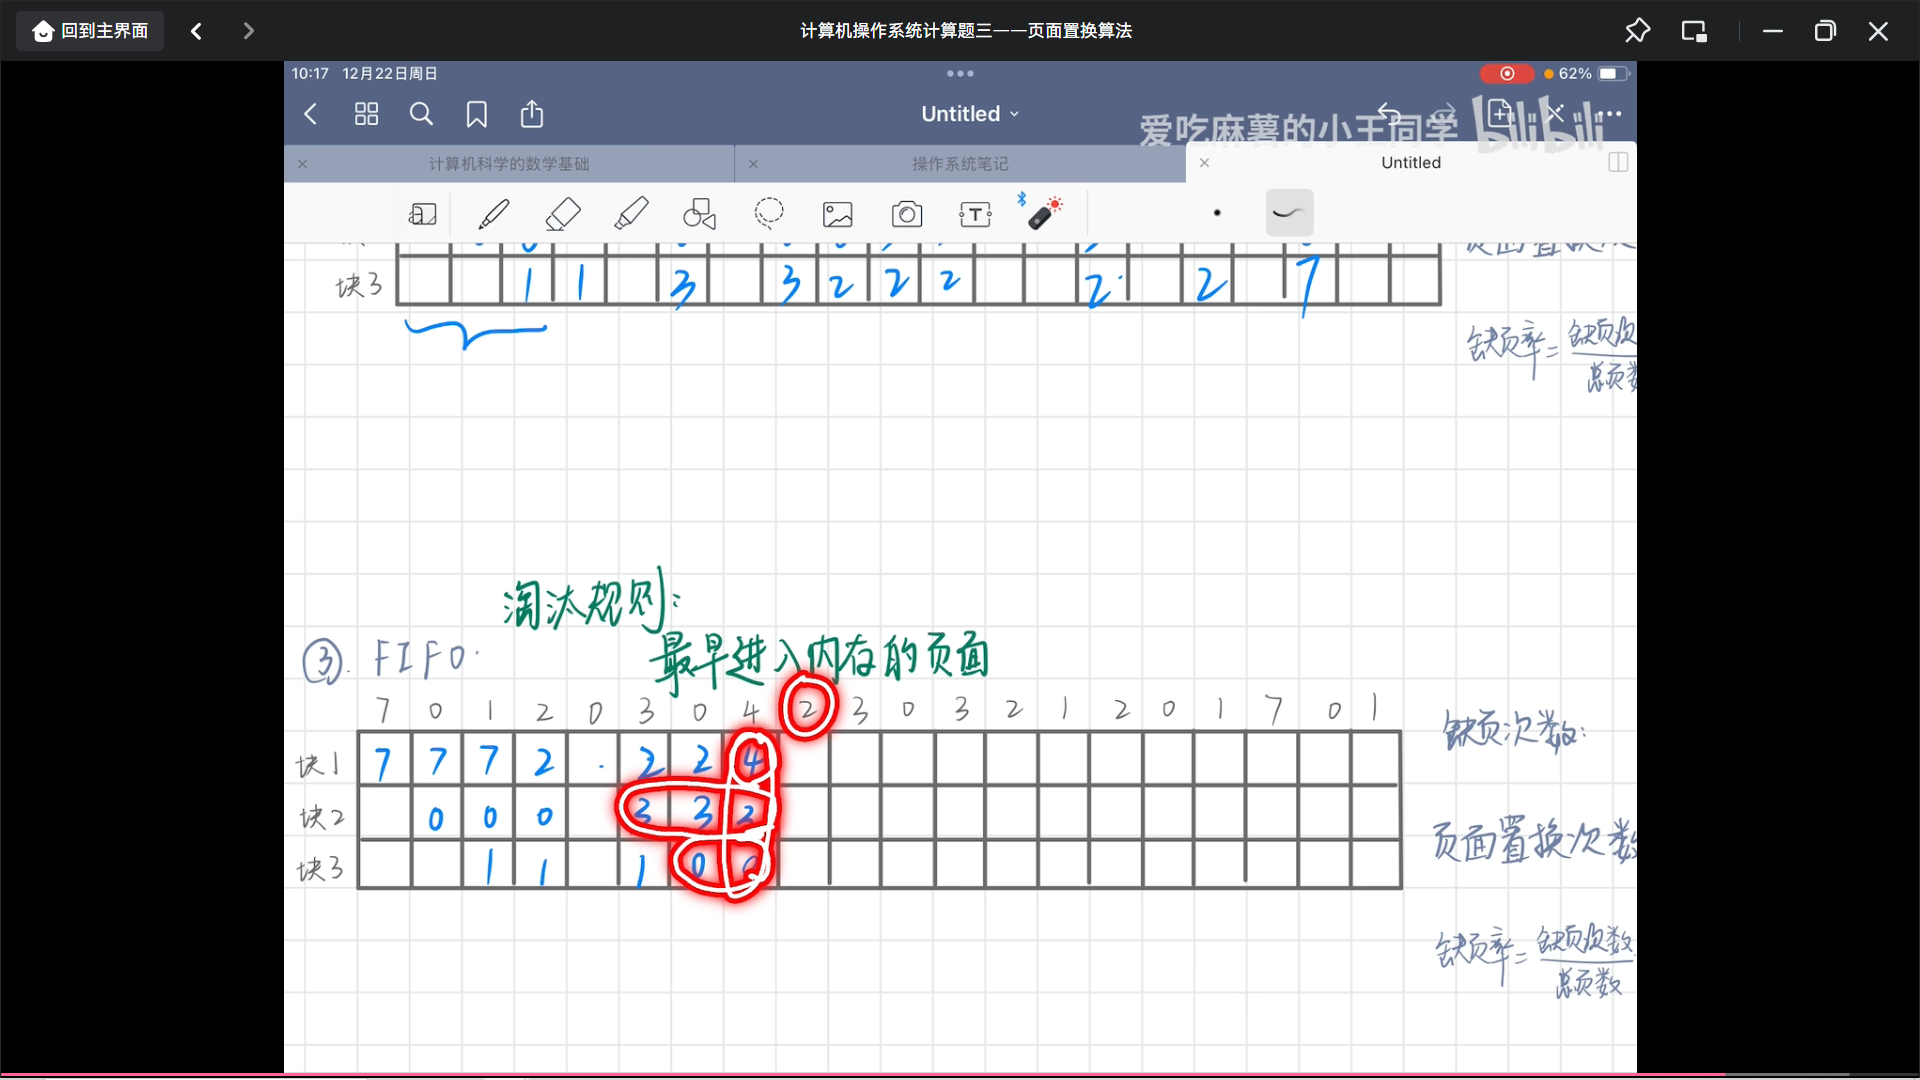 回到主界面
计算机操作系统计算题三——页面置换算法
10:17 12月22日周日
62%
Untitled
爱吃麻薯的小王同学 bilibili
计算机科学的数学基础
操作系统笔记
Untitled
块3 1 1 3 3 2 2 2 2 2 7
缺页率= 缺页次
总页数
淘汰规则:
③. FIFO.
最早进入内存的页面
7 0 1 2 0 3 0 4 2 3 0 3 2 1 2 0 1 7 0 1
缺页次数:
块1 7 7 7 2 2 2 4
块2 0 0 0 3 3 3
页面置换次数
块3 1 1 1 0 0
缺页率= 缺页次数
总页数